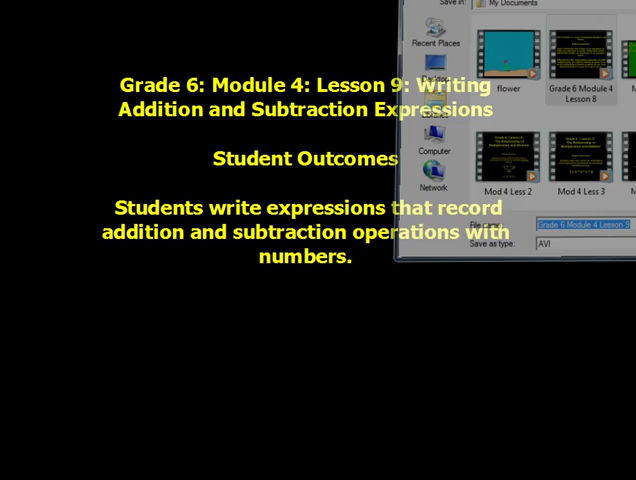 Grade 6: Module 4: Lesson 9: Writing
Addition and Subtraction Expressions
Student Outcomes
Students write expressions that record
addition and subtraction operations with
numbers.
Save in:
My Documents
Recent Places
Desktop
Computer
Network
flower
Grade 6 Module 4
Lesson 8
Mod 4 Less 2
Mod 4 Less 3
File name:
Grade 6 Module 4 Lesson 9
Save as type:
AVI